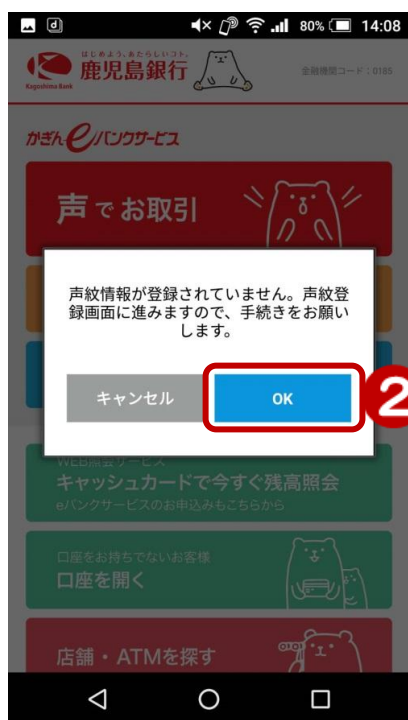 80% 14:08
はじめよう、あたらしいコト。
鹿児島銀行
Kagoshima Bank
金融機関コード:0185
かぎんeバンクサービス
声でお取引
声紋情報が登録されていません。声紋登
録画面に進みますので、手続きをお願い
します。
キャンセル
OK
2
WEB照会サービス
キャッシュカードで今すぐ残高照会
eバンクサービスのお申込みもこちらから
口座をお持ちでないお客様
口座を開く
店舗・ATMを探す